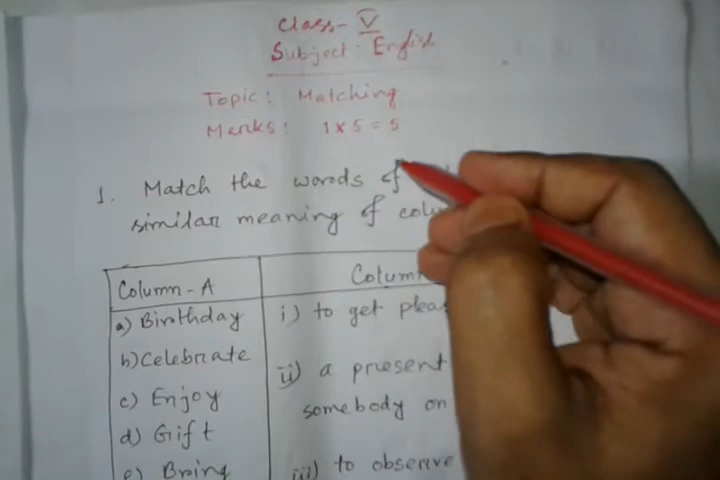 Class - V
Subject: English
Topic: Matching
Marks: 1 x 5 = 5
1. Match the words of
similar meaning of
Column - A
a) Birthday i) to get
b) Celebrate ii) a present
c) Enjoy somebody on
d) Gift
e) Bring iii) to observe